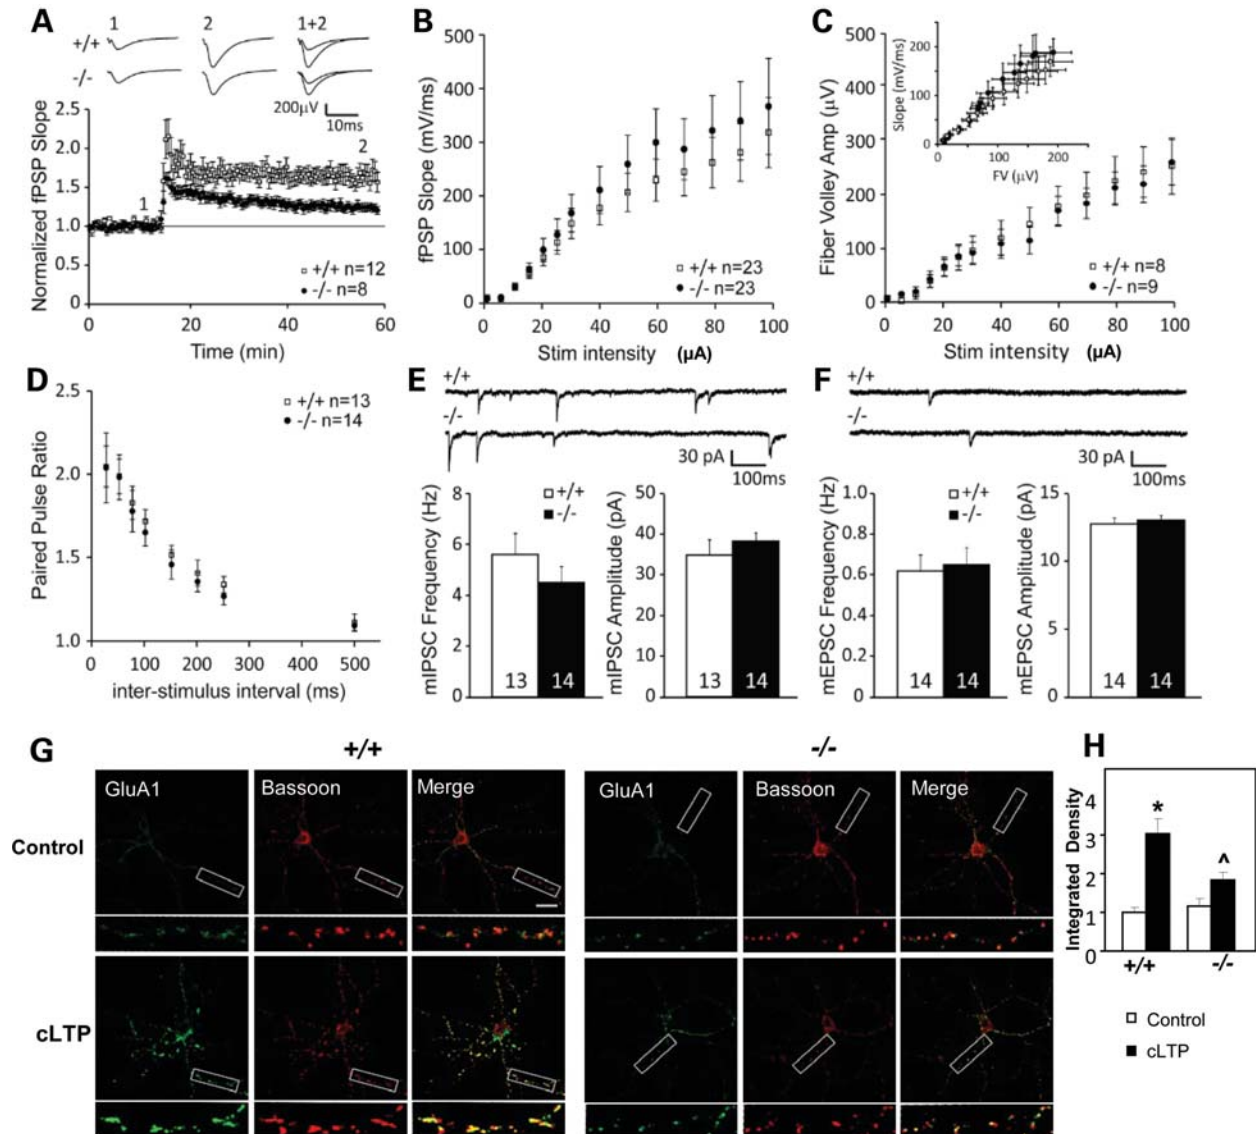 A
1
2
1+2
+/+
-/-
200µV
10ms
Normalized fPSP Slope
2.5
2.0
1.5
1.0
0.5
0
1
2
+/+ n=12
-/- n=8
0
20
40
60
Time (min)
B
fPSP Slope (mV/ms)
500
400
300
200
100
0
+/+ n=23
-/- n=23
0
20
40
60
80
100
Stim intensity (µA)
C
Fiber Volley Amp (µV)
500
400
300
200
100
0
Slope (mV/ms)
200
100
0
0
100
200
FV (µV)
+/+ n=8
-/- n=9
0
20
40
60
80
100
Stim intensity (µA)
D
Paired Pulse Ratio
2.5
2.0
1.5
1.0
+/+ n=13
-/- n=14
0
100
200
300
400
500
inter-stimulus interval (ms)
E
+/+
-/-
30 pA
100ms
mIPSC Frequency (Hz)
8
6
4
2
0
+/+
-/-
13
14
mIPSC Amplitude (pA)
50
40
30
20
10
0
13
14
F
+/+
-/-
30 pA
100ms
mEPSC Frequency (Hz)
1.0
0.8
0.6
0.4
0.2
0.0
+/+
-/-
14
14
mEPSC Amplitude (pA)
15
10
5
0
14
14
G
+/+
-/-
GluA1
Bassoon
Merge
GluA1
Bassoon
Merge
Control
cLTP
H
Integrated Density
4
3
2
1
0
*
^
+/+
-/-
Control
cLTP